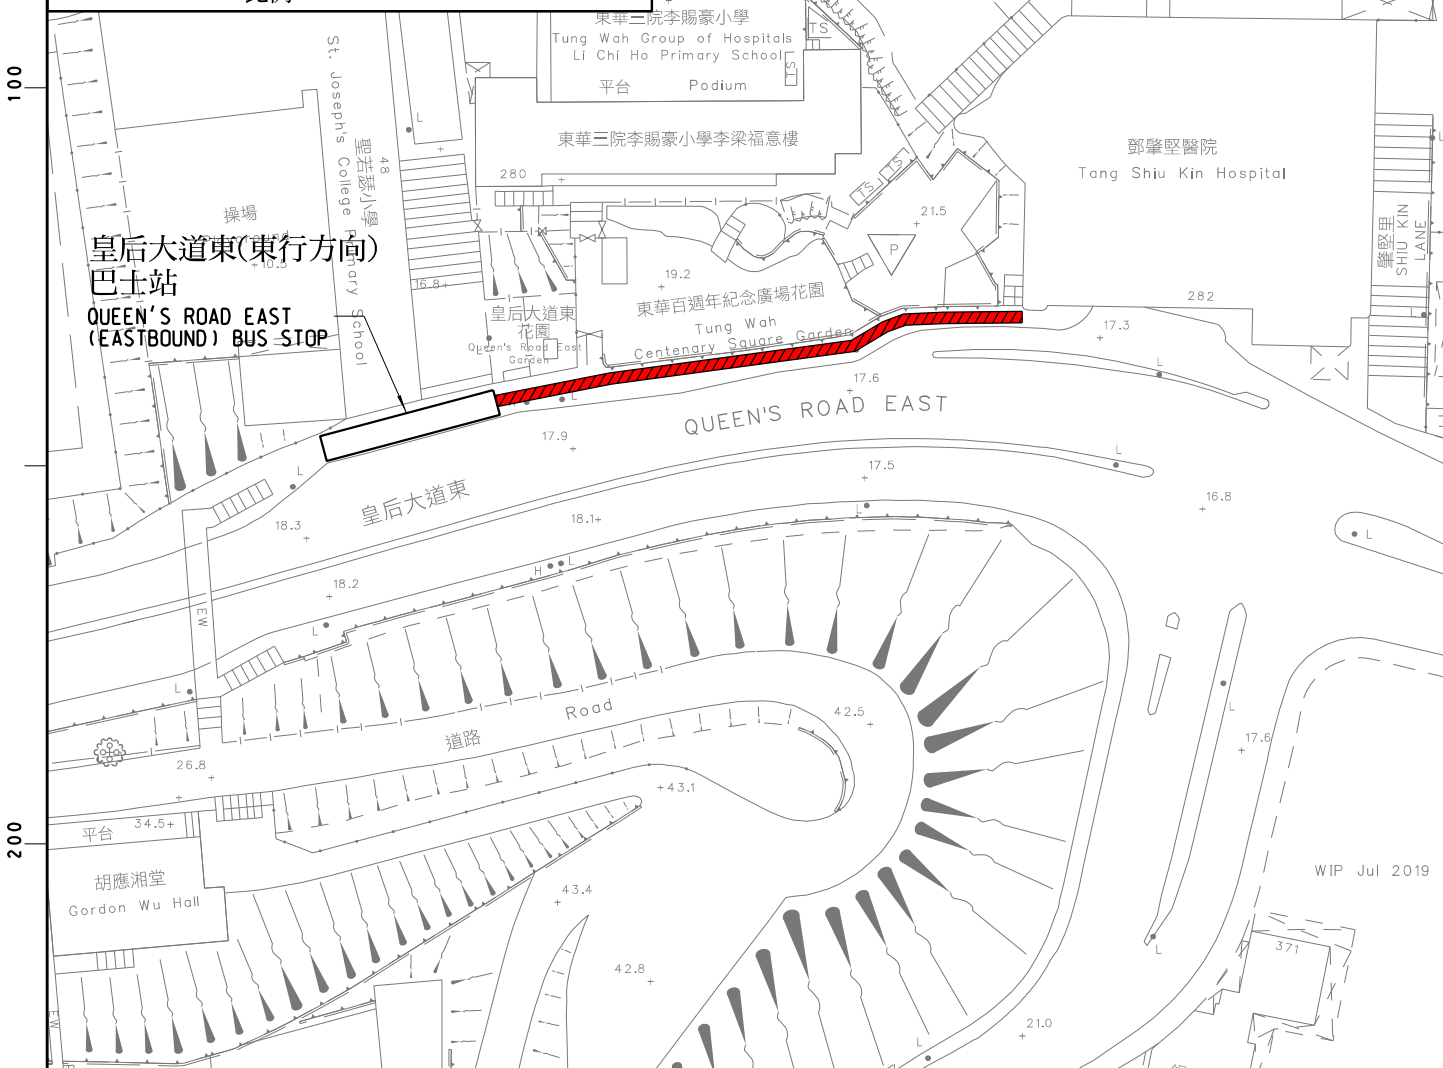 東華三院李賜豪小學
Tung Wah Group of Hospitals
Li Chi Ho Primary School
平台 Podium
TS
TS
100
St. Joseph's College Primary School
聖若瑟小學
48
L
東華三院李賜豪小學李梁福意樓
280
鄧肇堅醫院
Tang Shiu Kin Hospital
TS
TS
21.5
P
操場
皇后大道東(東行方向)
巴士站
QUEEN'S ROAD EAST
(EASTBOUND) BUS STOP
16.8
19.2
東華百週年紀念廣場花園
Tung Wah
Centenary Square Garden
皇后大道東
花園
Queen's Road East
Garden
L
肇堅里
SHIU KIN
LANE
L
L
282
17.3
L
17.6
L
QUEEN'S ROAD EAST
17.9
17.5
L
L
16.8
L
皇后大道東
18.3
18.1
L
H L
18.2
L
EW
L
Road
道路
42.5
26.8
43.1
L
17.6
200
平台 34.5
胡應湘堂
Gordon Wu Hall
43.4
WIP Jul 2019
42.8
371
L
21.0
L
EW